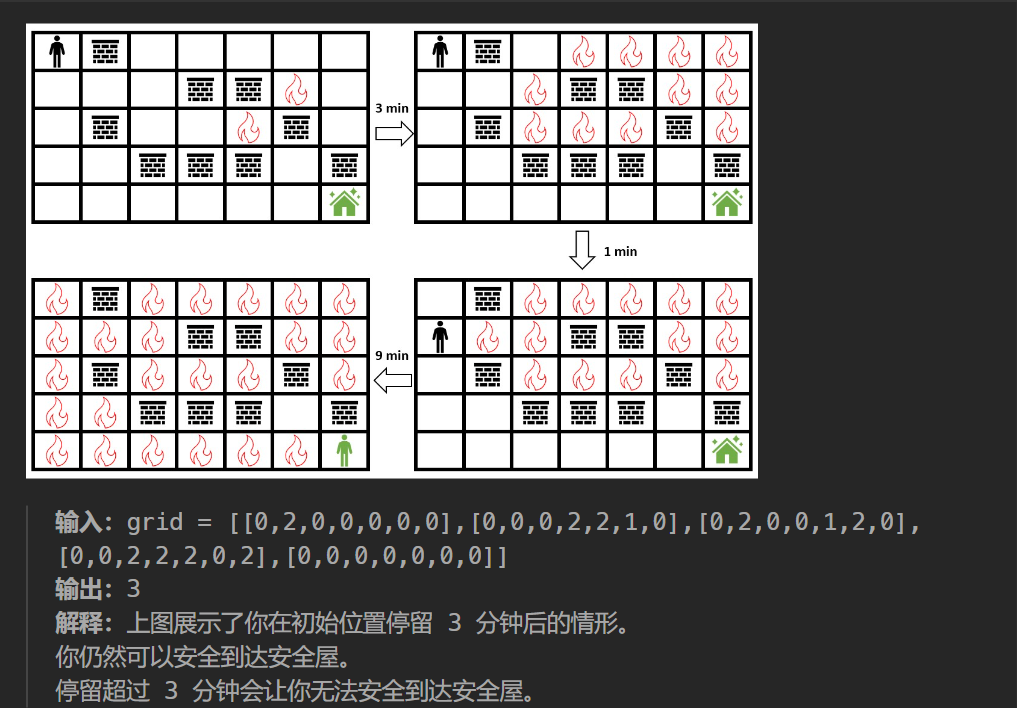 3 min
1 min
9 min
输入：grid = [[0,2,0,0,0,0,0],[0,0,0,2,2,1,0],[0,2,0,0,1,2,0],
[0,0,2,2,2,0,2],[0,0,0,0,0,0,0]]
输出：3
解释：上图展示了你在初始位置停留 3 分钟后的情形。
你仍然可以安全到达安全屋。
停留超过 3 分钟会让你无法安全到达安全屋。